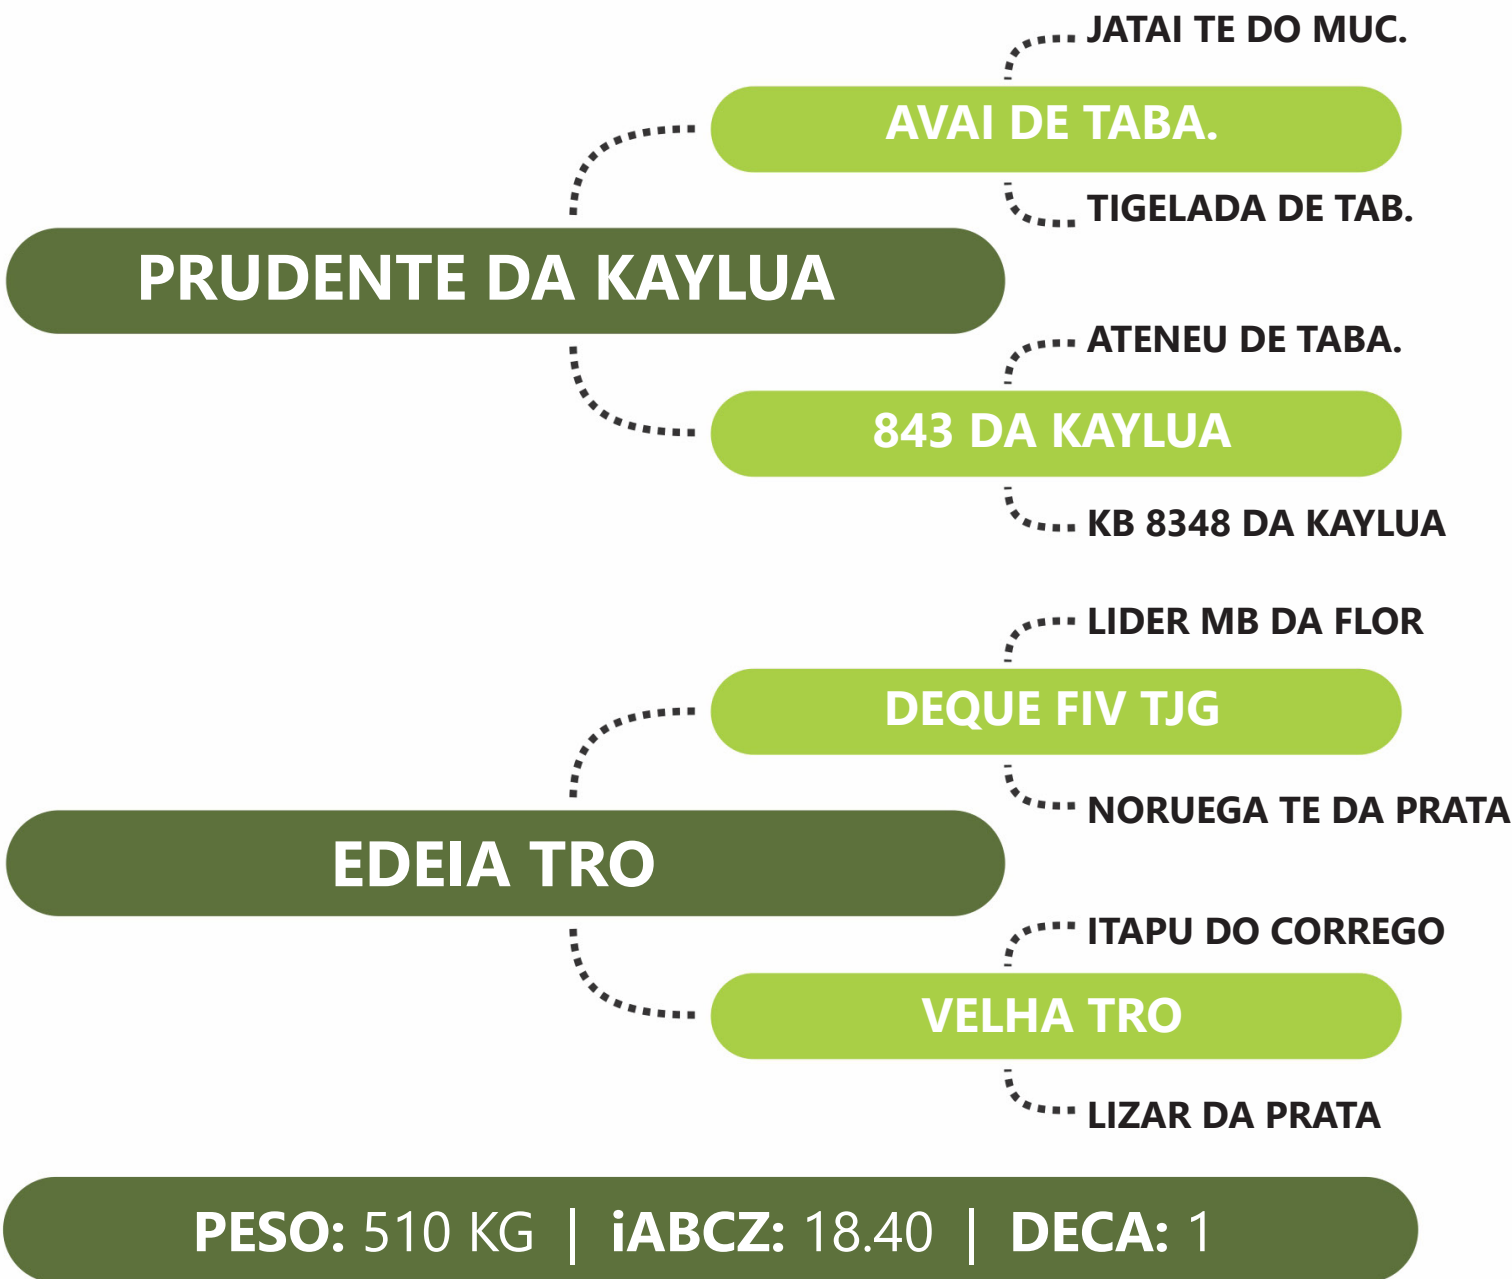 JATAI TE DO MUC.
AVAI DE TABA.
TIGELADA DE TAB.
PRUDENTE DA KAYLUA
ATENEU DE TABA.
843 DA KAYLUA
KB 8348 DA KAYLUA
LIDER MB DA FLOR
DEQUE FIV TJG
NORUEGA TE DA PRATA
EDEIA TRO
ITAPU DO CORREGO
VELHA TRO
LIZAR DA PRATA
PESO: 510 KG | iABCZ: 18.40 | DECA: 1